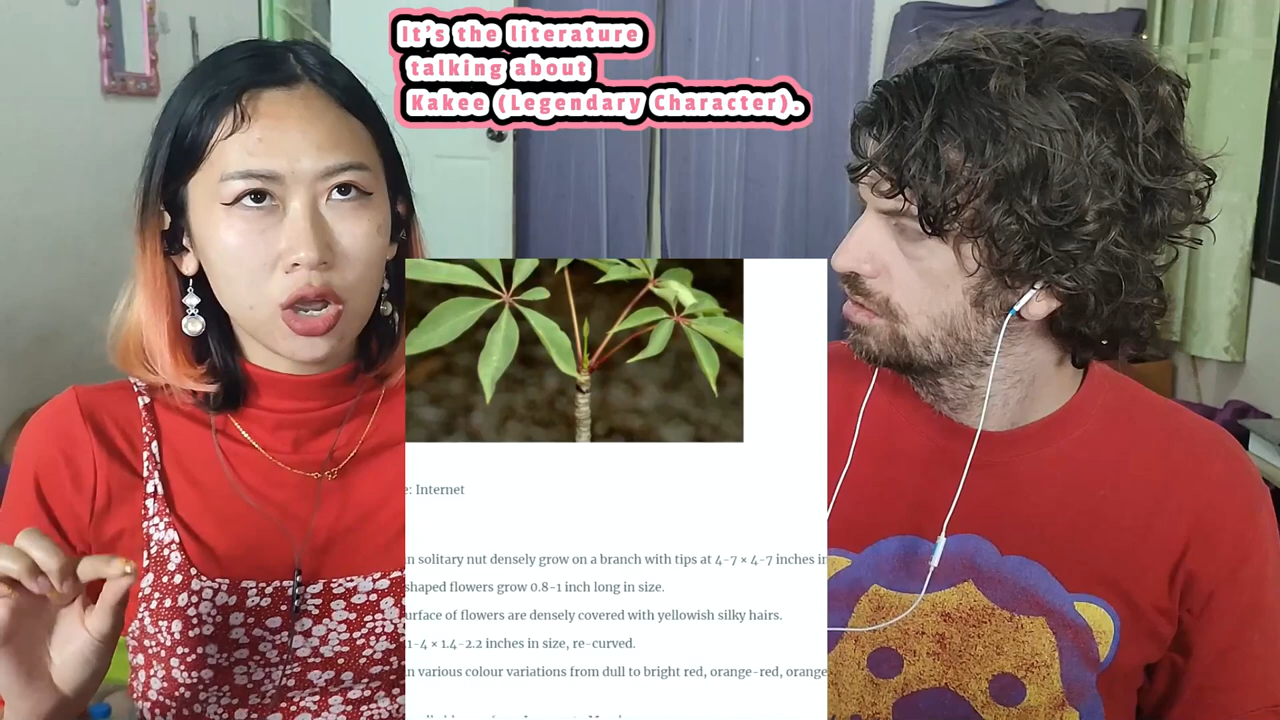 It's the literature
talking about
Kakee (Legendary Character).
e: Internet
n solitary nut densely grow on a branch with tips at 4-7 × 4-7 inches in
shaped flowers grow 0.8-1 inch long in size.
urface of flowers are densely covered with yellowish silky hairs.
1-4 × 1.4-2.2 inches in size, re-curved.
n various colour variations from dull to bright red, orange-red, orange